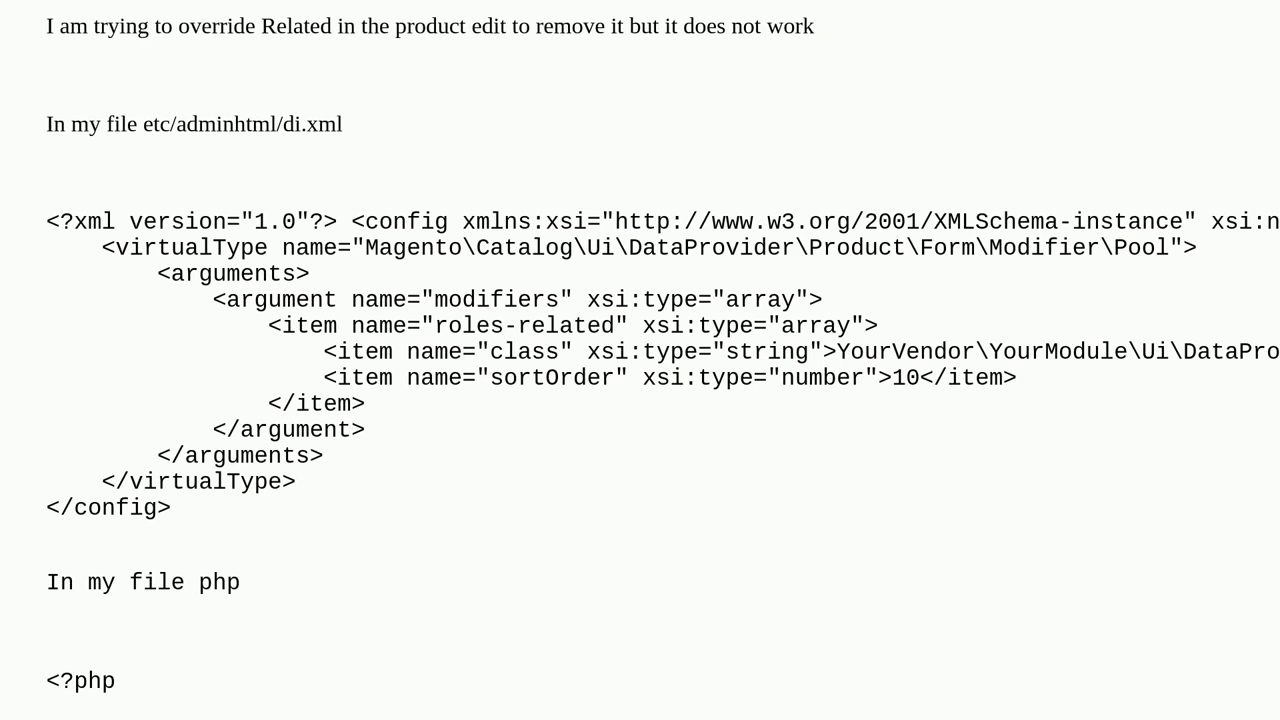 I am trying to override Related in the product edit to remove it but it does not work
In my file etc/adminhtml/di.xml
<?xml version="1.0"?> <config xmlns:xsi="http://www.w3.org/2001/XMLSchema-instance" xsi:n
    <virtualType name="Magento\Catalog\Ui\DataProvider\Product\Form\Modifier\Pool">
        <arguments>
            <argument name="modifiers" xsi:type="array">
                <item name="roles-related" xsi:type="array">
                    <item name="class" xsi:type="string">YourVendor\YourModule\Ui\DataPro
                    <item name="sortOrder" xsi:type="number">10</item>
                </item>
            </argument>
        </arguments>
    </virtualType>
</config>
In my file php
<?php